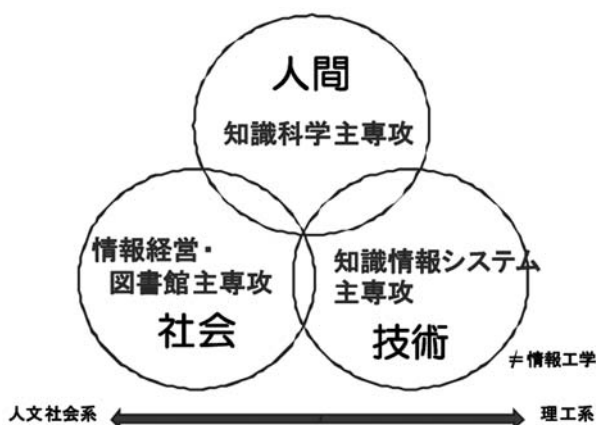 人間
知識科学主専攻
情報経営・
図書館主専攻
社会
知識情報システム
主専攻
技術
≠情報工学
人文社会系
理工系